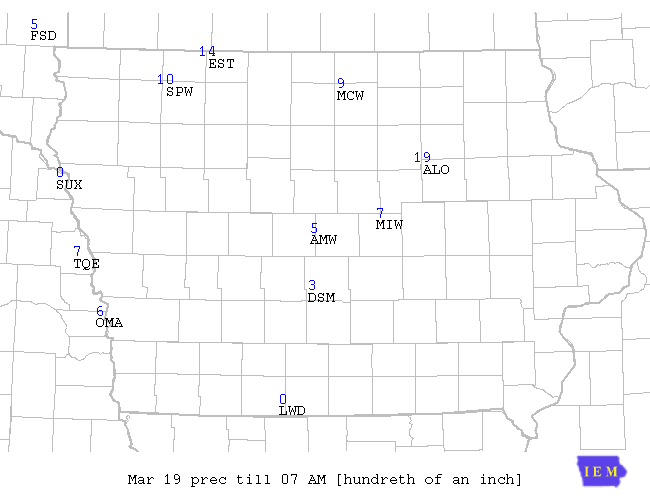 5
FSD
14
EST
10
SPW
9
MCW
19
ALO
0
SUX
7
MIW
5
AMW
7
TQE
3
DSM
6
OMA
0
LWD
IEM
Mar 19 prec till 07 AM [hundreth of an inch]